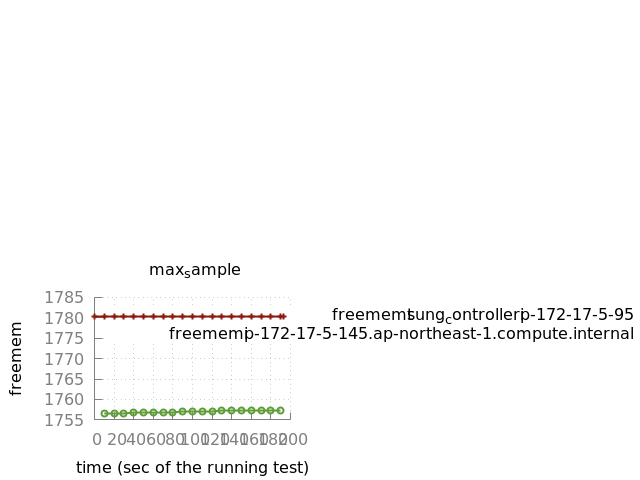 max_sample
1785
1780
1775
1770
1765
1760
1755
freemem
freemem tsung_controller ip-172-17-5-95
freemem ip-172-17-5-145.ap-northeast-1.compute.internal
0 20 40 60 80 100 120 140 160 180 200
time (sec of the running test)